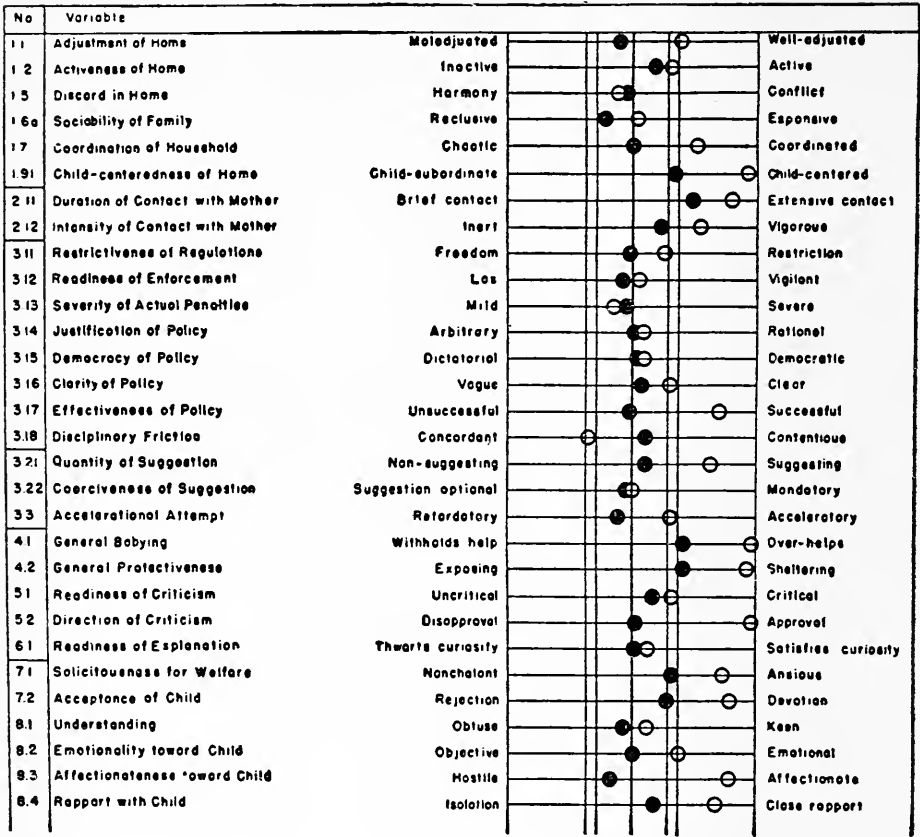 No Variable
1 1 Adjustment of Home Maladjusted Well-adjusted
1 2 Activeness of Home Inactive Active
1 5 Discord in Home Harmony Conflict
1 6a Sociability of Family Reclusive Expansive
1 7 Coordination of Household Chaotic Coordinated
1.91 Child-centeredness of Home Child-subordinate Child-centered
2 11 Duration of Contact with Mother Brief contact Extensive contact
2 12 Intensity of Contact with Mother Inert Vigorous
3 11 Restrictiveness of Regulations Freedom Restriction
3 12 Readiness of Enforcement Lax Vigilant
3.13 Severity of Actual Penalties Mild Severe
3 14 Justification of Policy Arbitrary Rational
3 15 Democracy of Policy Dictatorial Democratic
3.16 Clarity of Policy Vague Clear
3.17 Effectiveness of Policy Unsuccessful Successful
3.18 Disciplinary Friction Concordant Contentious
3.21 Quantity of Suggestion Non-suggesting Suggesting
3.22 Coerciveness of Suggestion Suggestion optional Mandatory
3.3 Accelerational Attempt Retardatory Acceleratory
4.1 General Babying Withholds help Over-helps
4.2 General Protectiveness Exposing Sheltering
5 1 Readiness of Criticism Uncritical Critical
5 2 Direction of Criticism Disapproval Approval
6 1 Readiness of Explanation Thwarts curiosity Satisfies curiosity
7 1 Solicitousness for Welfare Nonchalant Anxious
7.2 Acceptance of Child Rejection Devotion
8.1 Understanding Obtuse Keen
8.2 Emotionality toward Child Objective Emotional
8.3 Affectionateness toward Child Hostile Affectionate
8.4 Rapport with Child Isolation Close rapport